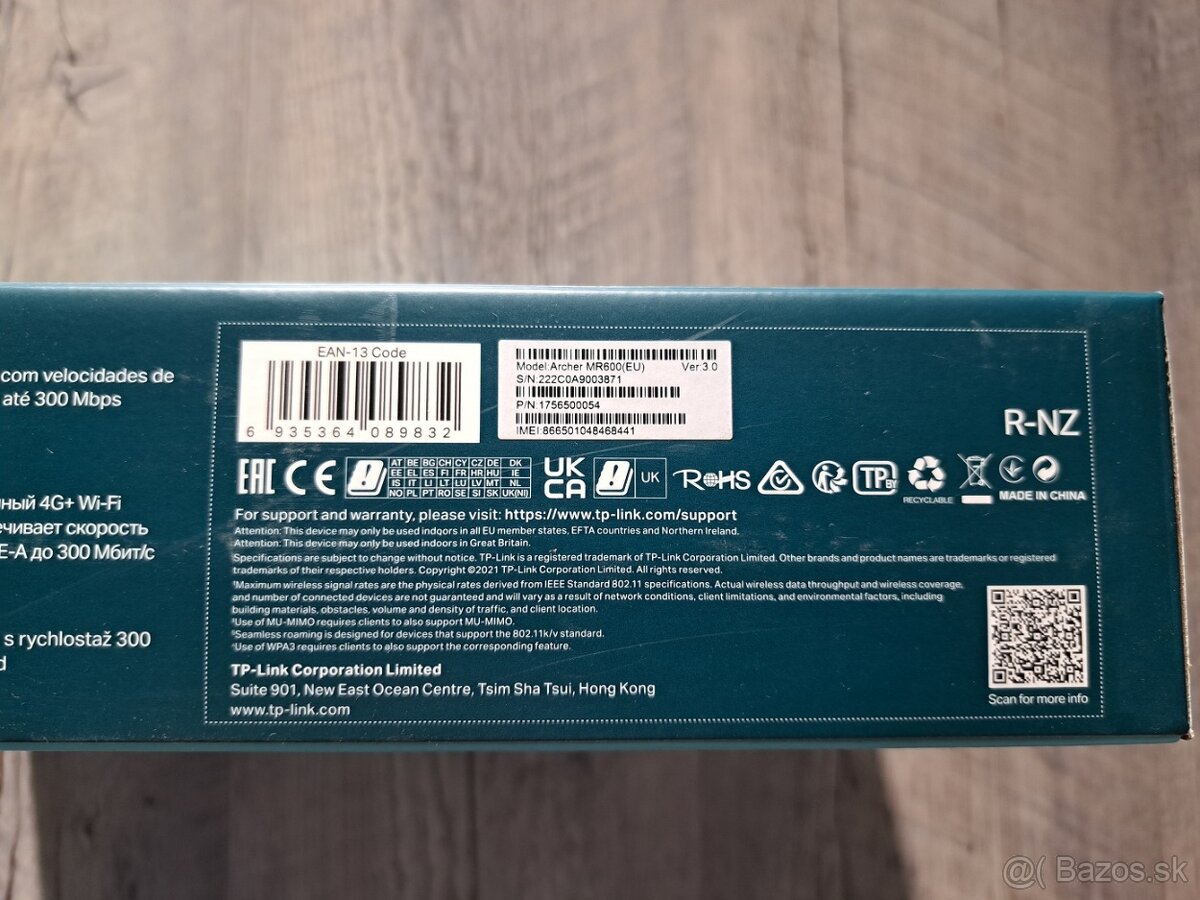 com velocidades de
até 300 Mbps
ный 4G+ Wi-Fi
ечивает скорость
E-A до 300 Мбит/с
s rychlostaž 300
d
EAN-13 Code
6 935364 089832
Model:Archer MR600(EU) Ver:3.0
S/N:222C0A9003871
P/N:1756500054
IMEI:866501048468441
R-NZ
EAC CE
AT BE BG CH CY CZ DE DK
EE EL ES FI FR HR HU IE
IS IT LI LT LU LV MT NL
NO PL PT RO SE SI SK UK(NI)
UK
CA
UK
RoHS
TP BY
RECYCLABLE
MADE IN CHINA
For support and warranty, please visit: https://www.tp-link.com/support
Attention: This device may only be used indoors in all EU member states, EFTA countries and Northern Ireland.
Attention: This device may only be used indoors in Great Britain.
Specifications are subject to change without notice. TP-Link is a registered trademark of TP-Link Corporation Limited. Other brands and product names are trademarks or registered
trademarks of their respective holders. Copyright ©2021 TP-Link Corporation Limited. All rights reserved.
Maximum wireless signal rates are the physical rates derived from IEEE Standard 802.11 specifications. Actual wireless data throughput and wireless coverage,
and number of connected devices are not guaranteed and will vary as a result of network conditions, client limitations, and environmental factors, including
building materials, obstacles, volume and density of traffic, and client location.
Use of MU-MIMO requires clients to also support MU-MIMO.
Seamless roaming is designed for devices that support the 802.11k/v standard.
Use of WPA3 requires clients to also support the corresponding feature.
TP-Link Corporation Limited
Suite 901, New East Ocean Centre, Tsim Sha Tsui, Hong Kong
www.tp-link.com
Scan for more info
@( Bazos.sk